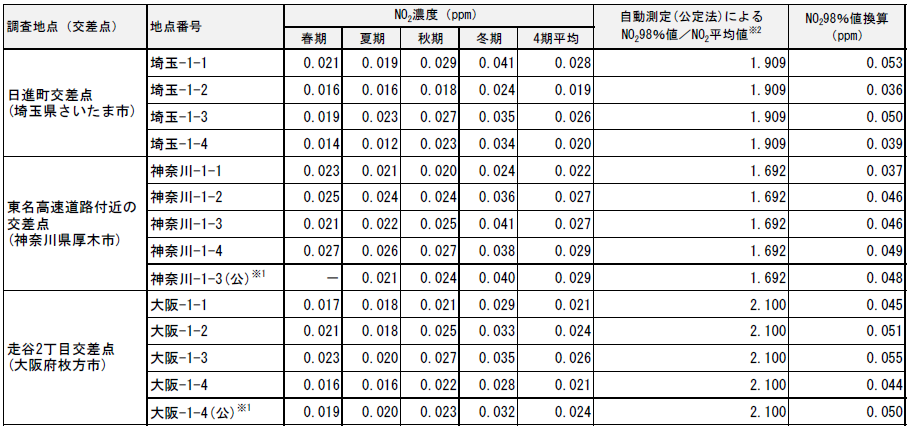 調査地点（交差点） 地点番号 NO₂濃度（ppm） 自動測定(公定法)による NO₂98%値換算
春期 夏期 秋期 冬期 4期平均 NO₂98%値／NO₂平均値※2 （ppm）
日進町交差点
(埼玉県さいたま市)
埼玉-1-1 0.021 0.019 0.029 0.041 0.028 1.909 0.053
埼玉-1-2 0.016 0.016 0.018 0.024 0.019 1.909 0.036
埼玉-1-3 0.019 0.023 0.027 0.035 0.026 1.909 0.050
埼玉-1-4 0.014 0.012 0.023 0.034 0.020 1.909 0.039
東名高速道路付近の
交差点
(神奈川県厚木市)
神奈川-1-1 0.023 0.021 0.020 0.024 0.022 1.692 0.037
神奈川-1-2 0.025 0.024 0.024 0.036 0.027 1.692 0.046
神奈川-1-3 0.021 0.022 0.025 0.041 0.027 1.692 0.046
神奈川-1-4 0.027 0.026 0.027 0.038 0.029 1.692 0.049
神奈川-1-3(公)※1 － 0.021 0.024 0.040 0.029 1.692 0.048
走谷2丁目交差点
(大阪府枚方市)
大阪-1-1 0.017 0.018 0.021 0.029 0.021 2.100 0.045
大阪-1-2 0.021 0.018 0.025 0.033 0.024 2.100 0.051
大阪-1-3 0.023 0.020 0.027 0.035 0.026 2.100 0.055
大阪-1-4 0.016 0.016 0.022 0.028 0.021 2.100 0.044
大阪-1-4(公)※1 0.019 0.020 0.023 0.032 0.024 2.100 0.050